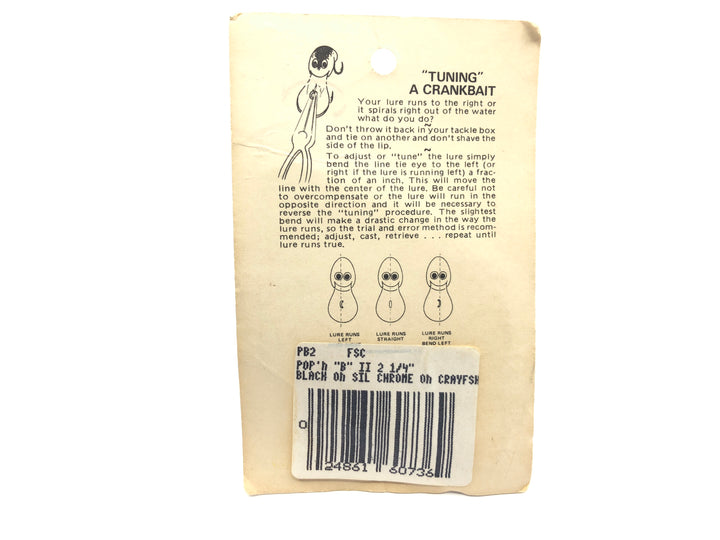 "TUNING"
A CRANKBAIT
Your lure runs to the right or
it spirals right out of the water
what do you do?
~
Don't throw it back in your tackle box
and tie on another and don't shave the
side of the lip.
~
To adjust or "tune" the lure simply
bend the line tie eye to the left (or
right if the lure is running left) a frac-
tion of an inch. This will move the
line with the center of the lure. Be careful not
to overcompensate or the lure will run in the
opposite direction and it will be necessary to
reverse the "tuning" procedure. The slightest
bend will make a drastic change in the way the
lure runs, so the trial and error method is recom-
mended; adjust, cast, retrieve . . . repeat until
lure runs true.
LURE RUNS LEFT
LURE RUNS STRAIGHT
LURE RUNS RIGHT
BEND LEFT
PB2 FSC
POP'n "B" II 2 1/4"
BLACK On SIL CHROME On CRAYFSH
0 24861 60736